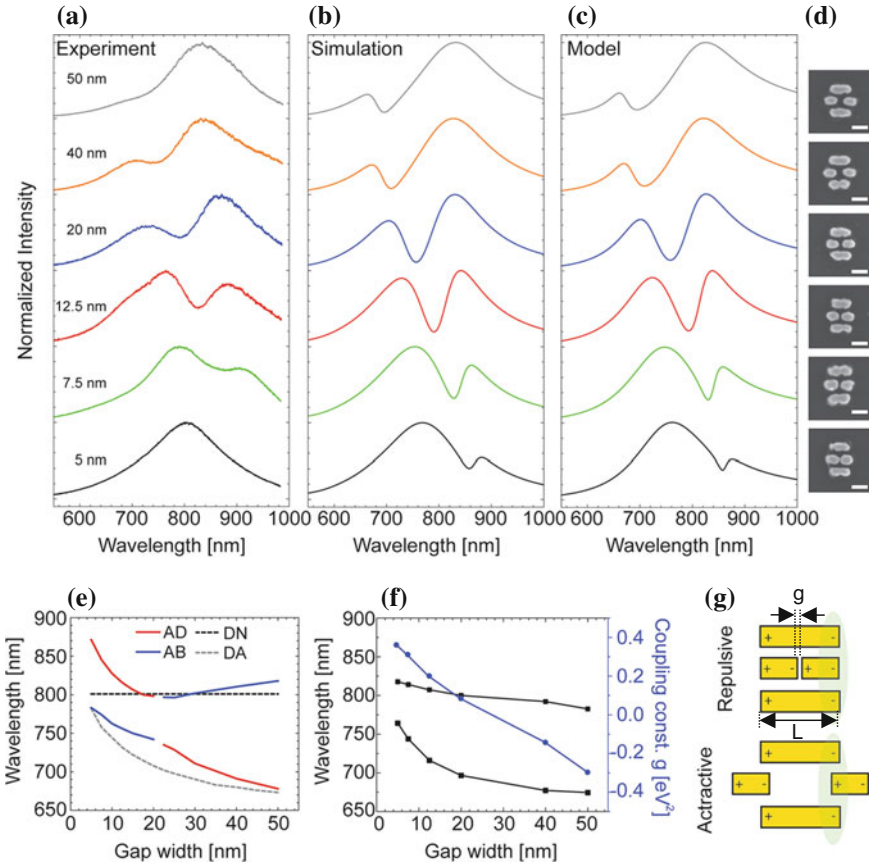 (a) (b) (c) (d)
Experiment Simulation Model
50 nm
40 nm
20 nm
12.5 nm
7.5 nm
5 nm
Normalized Intensity
600 700 800 900 1000
600 700 800 900 1000
600 700 800 900 1000
Wavelength [nm] Wavelength [nm] Wavelength [nm]
(e) (f) (g)
900
850
800
750
700
650
Wavelength [nm]
AD DN
AB DA
0 10 20 30 40 50
Gap width [nm]
900
850
800
750
700
650
Wavelength [nm]
0.4
0.2
0.0
-0.2
-0.4
Coupling const. g [eV²]
0 10 20 30 40 50
Gap width [nm]
g
Repulsive
+ -
+ - + -
+ -
L
Actractive
+ -
+ - + -
+ -